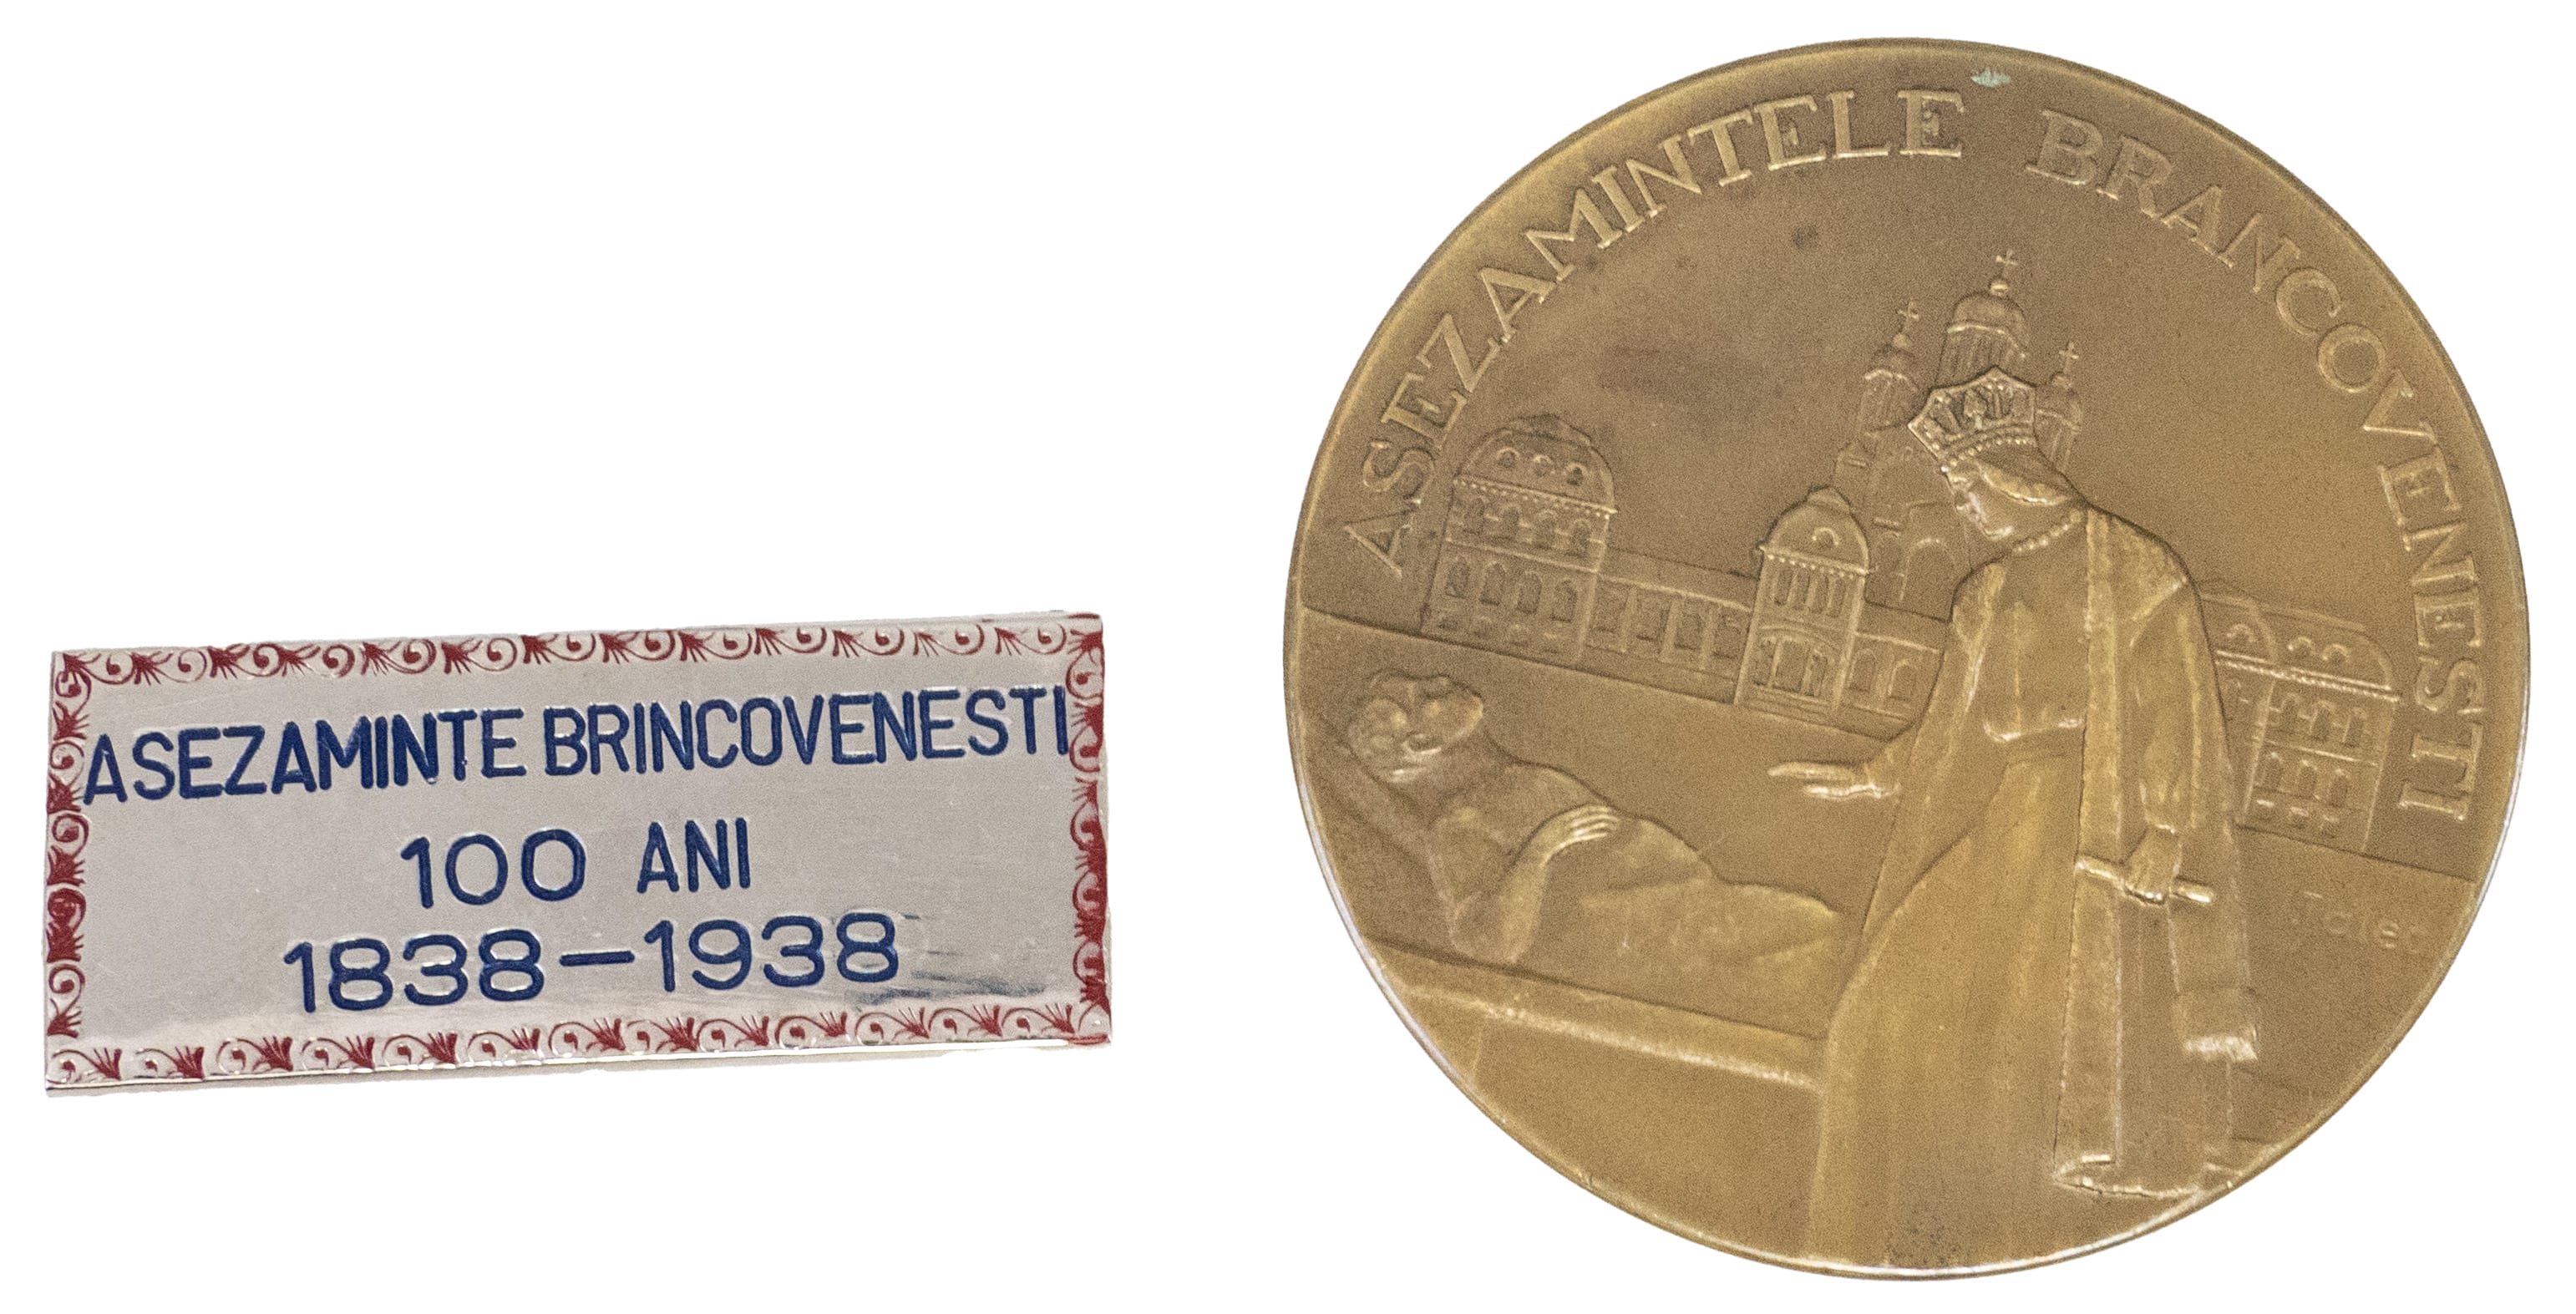 ASEZAMINTE BRINCOVENESTI
100 ANI
1838-1938
ASEZAMINTELE BRANCOVENESTI